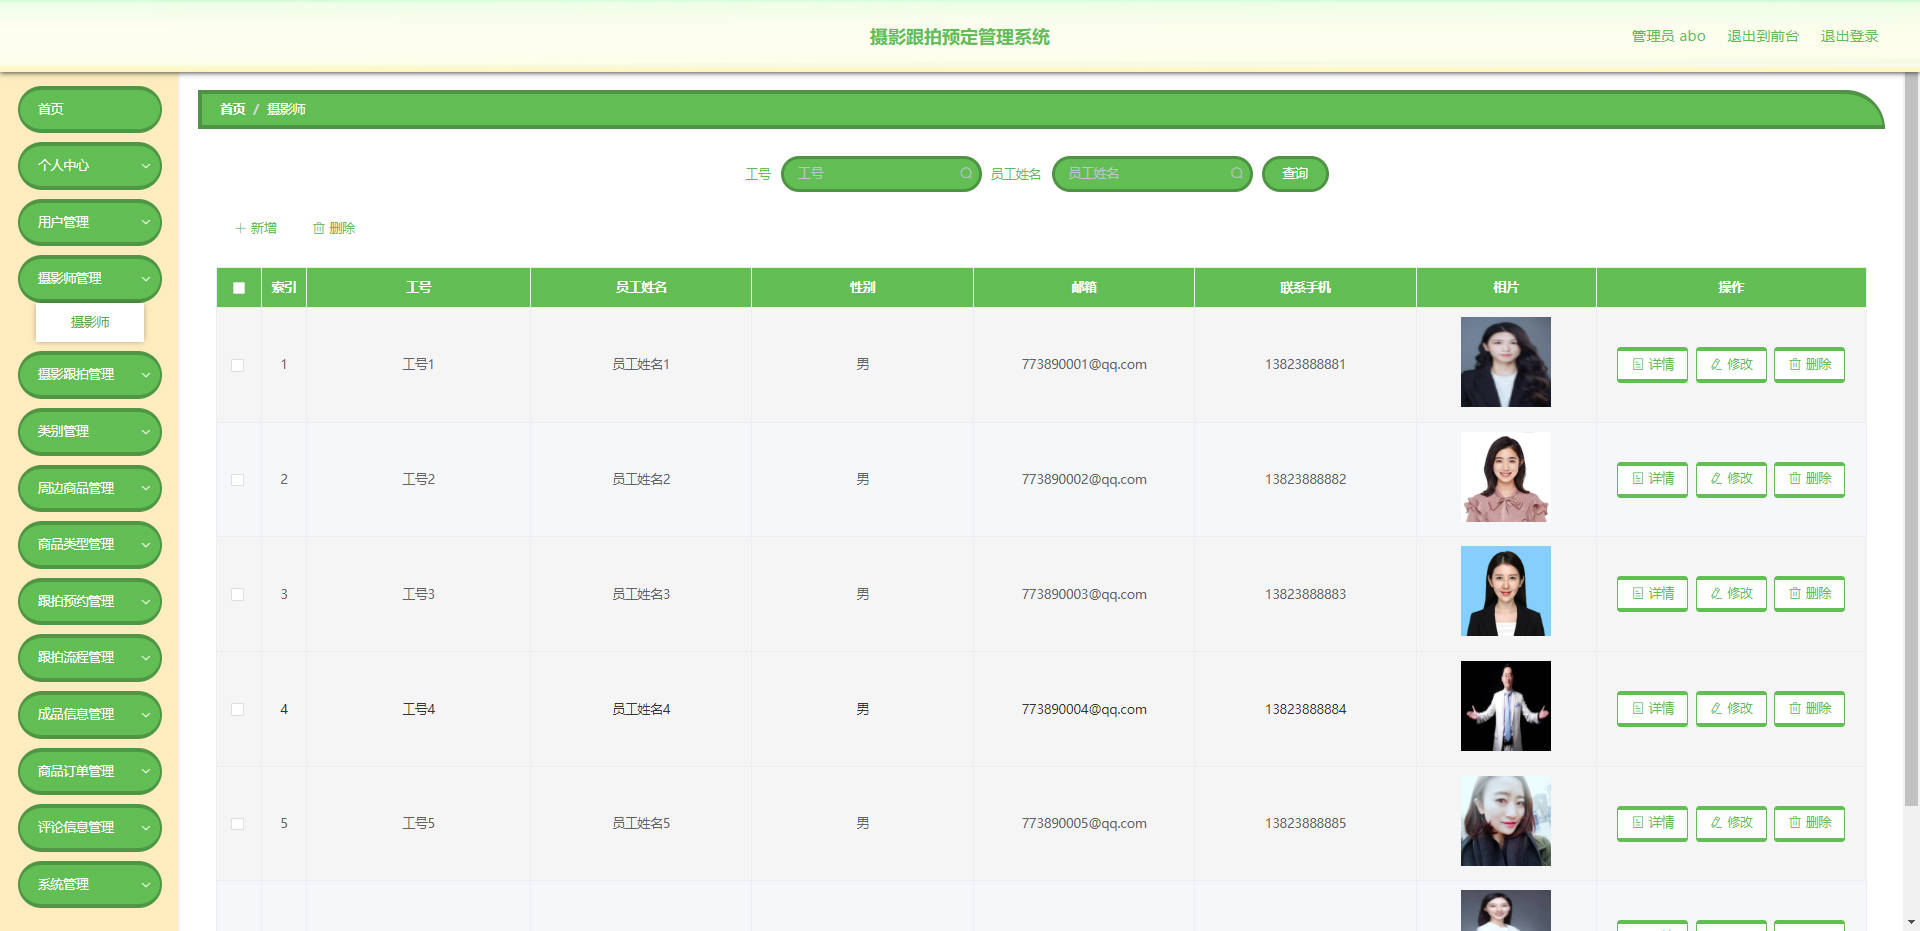 摄影跟拍预定管理系统
管理员 abo 退出到前台 退出登录
首页
个人中心
用户管理
摄影师管理
摄影师
摄影跟拍管理
类别管理
周边商品管理
商品类型管理
跟拍预约管理
跟拍流程管理
成品信息管理
商品订单管理
评论信息管理
系统管理
首页 / 摄影师
工号 工号 员工姓名 员工姓名 查询
新增 删除
索引 工号 员工姓名 性别 邮箱 联系手机 相片 操作
1 工号1 员工姓名1 男 773890001@qq.com 13823888881 详情 修改 删除
2 工号2 员工姓名2 男 773890002@qq.com 13823888882 详情 修改 删除
3 工号3 员工姓名3 男 773890003@qq.com 13823888883 详情 修改 删除
4 工号4 员工姓名4 男 773890004@qq.com 13823888884 详情 修改 删除
5 工号5 员工姓名5 男 773890005@qq.com 13823888885 详情 修改 删除